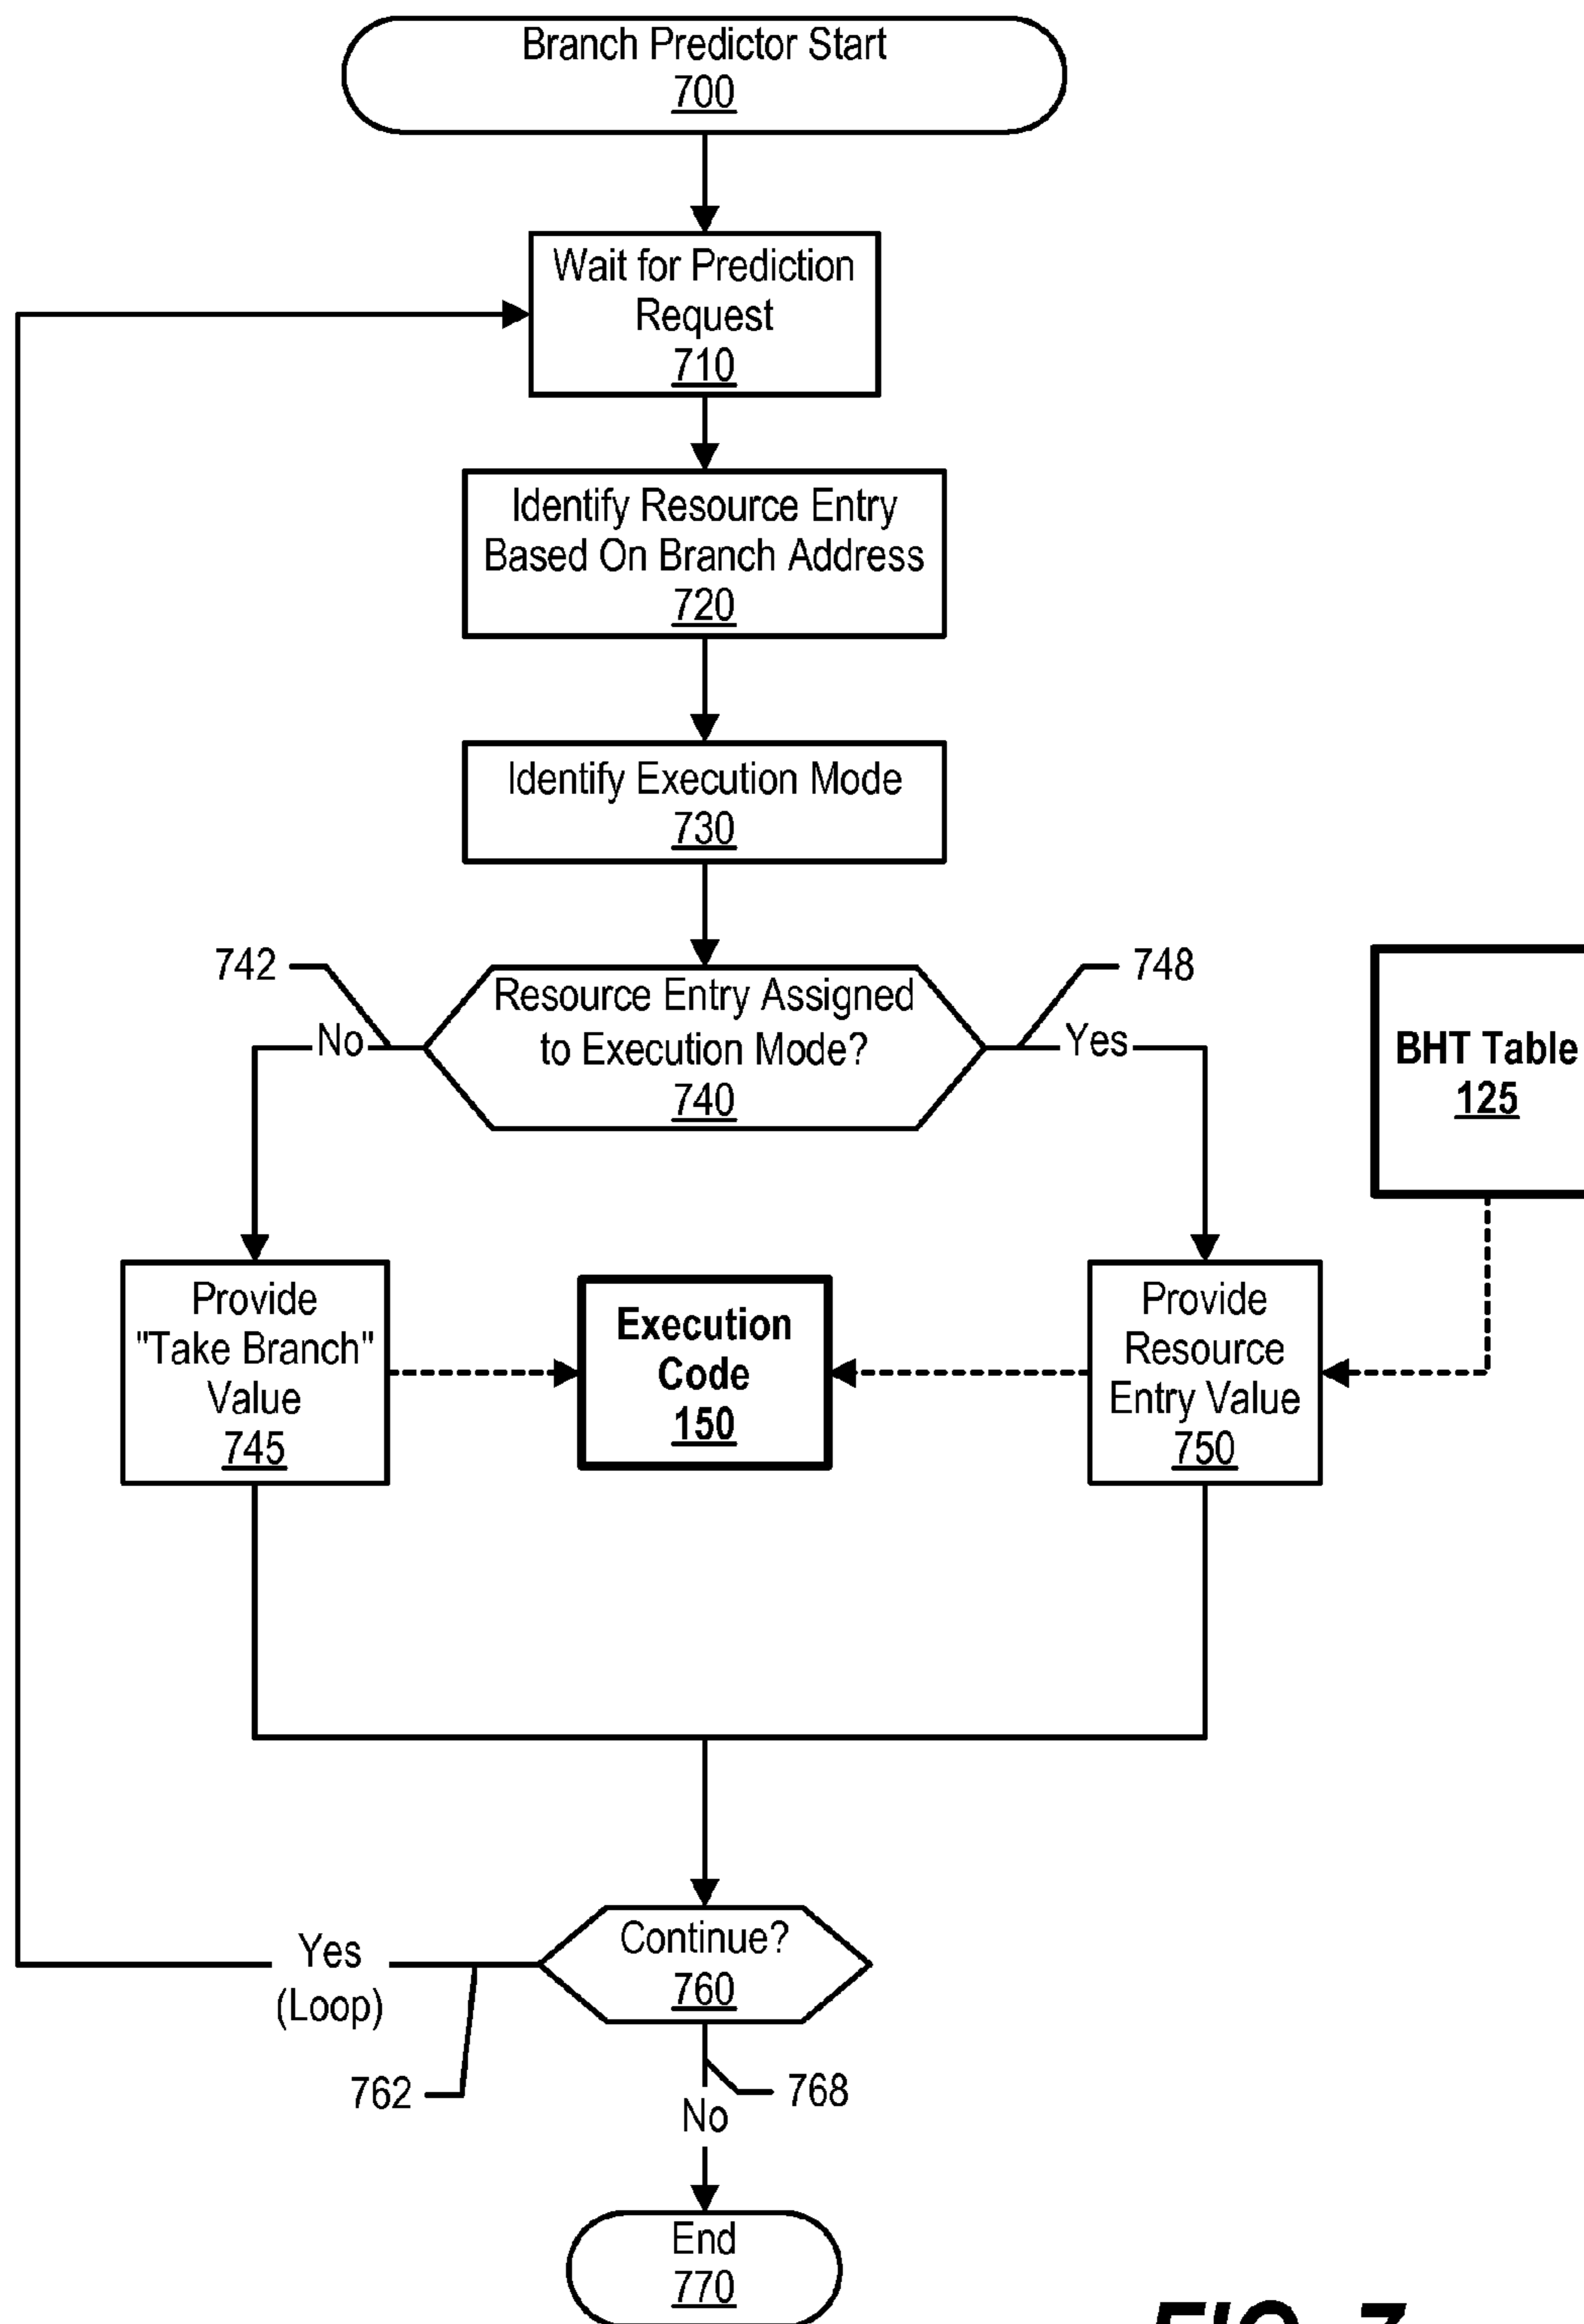 Branch Predictor Start
700
Wait for Prediction
Request
710
Identify Resource Entry
Based On Branch Address
720
Identify Execution Mode
730
742
748
Resource Entry Assigned
to Execution Mode?
740
No
Yes
BHT Table
125
Provide
"Take Branch"
Value
745
Execution
Code
150
Provide
Resource
Entry Value
750
Continue?
760
Yes
(Loop)
762
768
No
End
770
FIG. 7